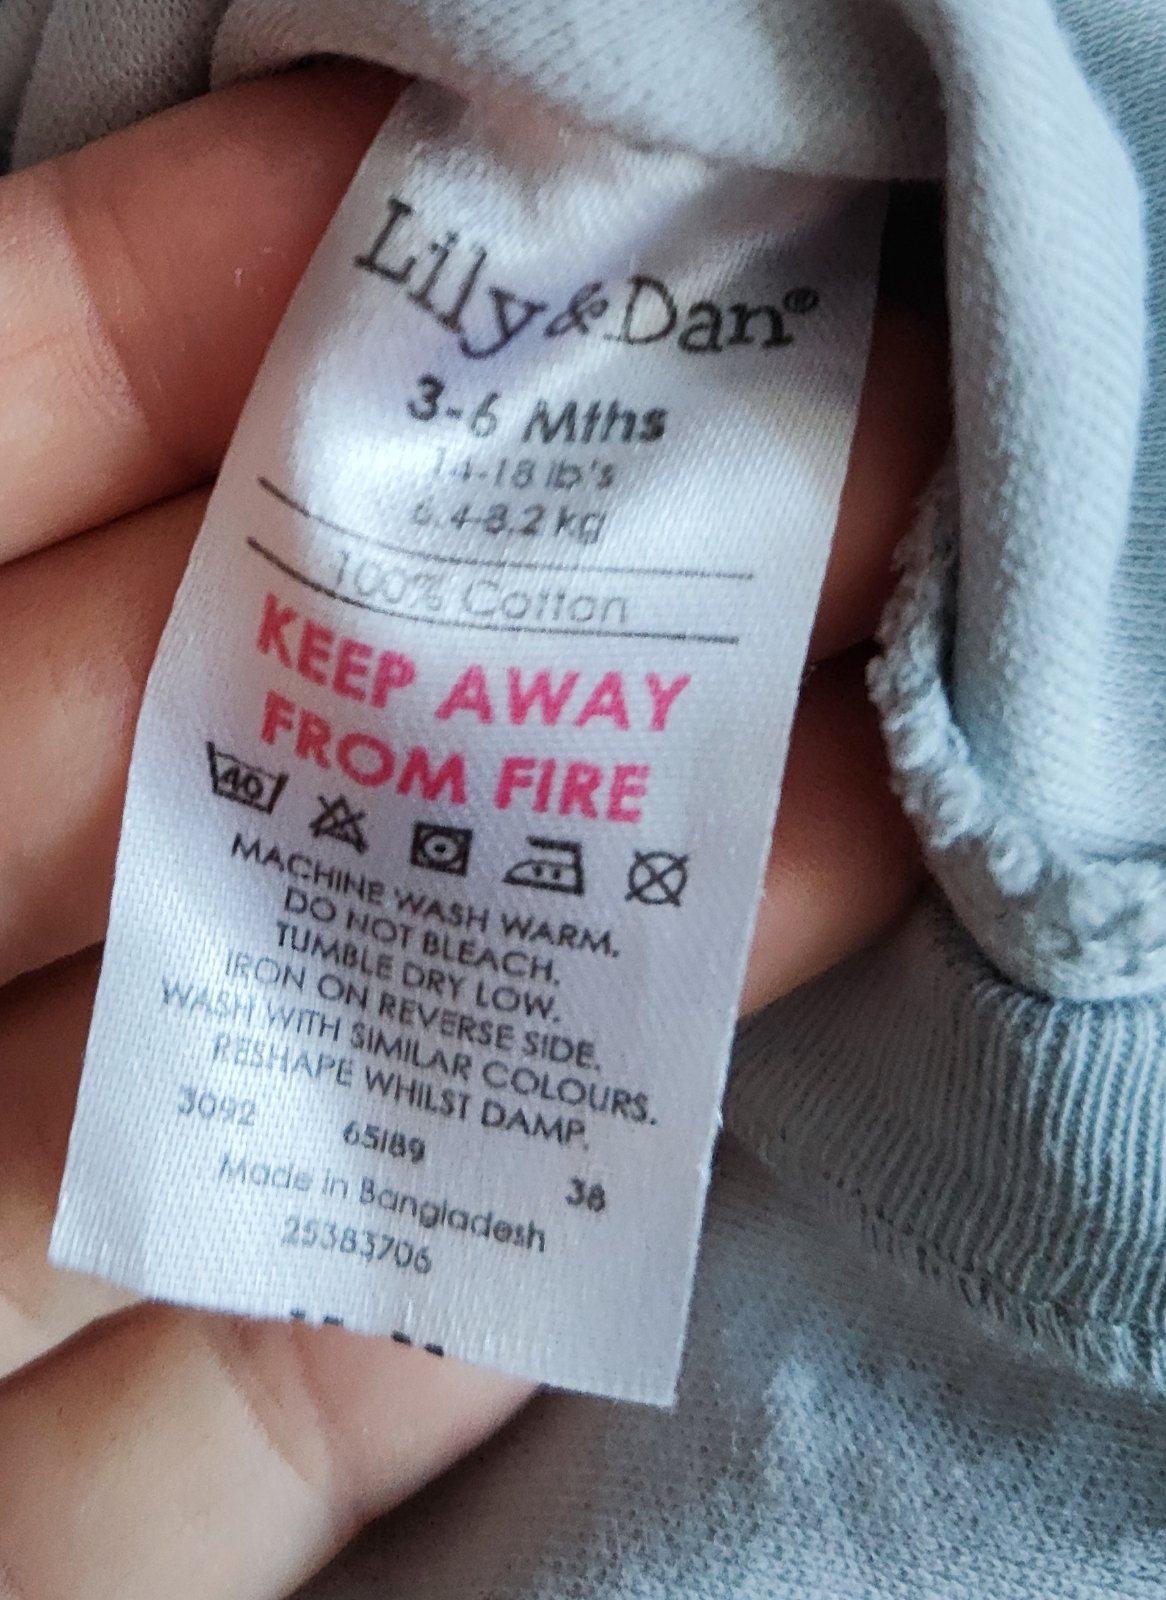 Lily & Dan®
3-6 Mths
14-18 lb's
6.4-8.2 kg
100% Cotton
KEEP AWAY
FROM FIRE
40
MACHINE WASH WARM.
DO NOT BLEACH.
TUMBLE DRY LOW.
IRON ON REVERSE SIDE.
WASH WITH SIMILAR COLOURS.
RESHAPE WHILST DAMP.
3092 65189 38
Made in Bangladesh
25383706